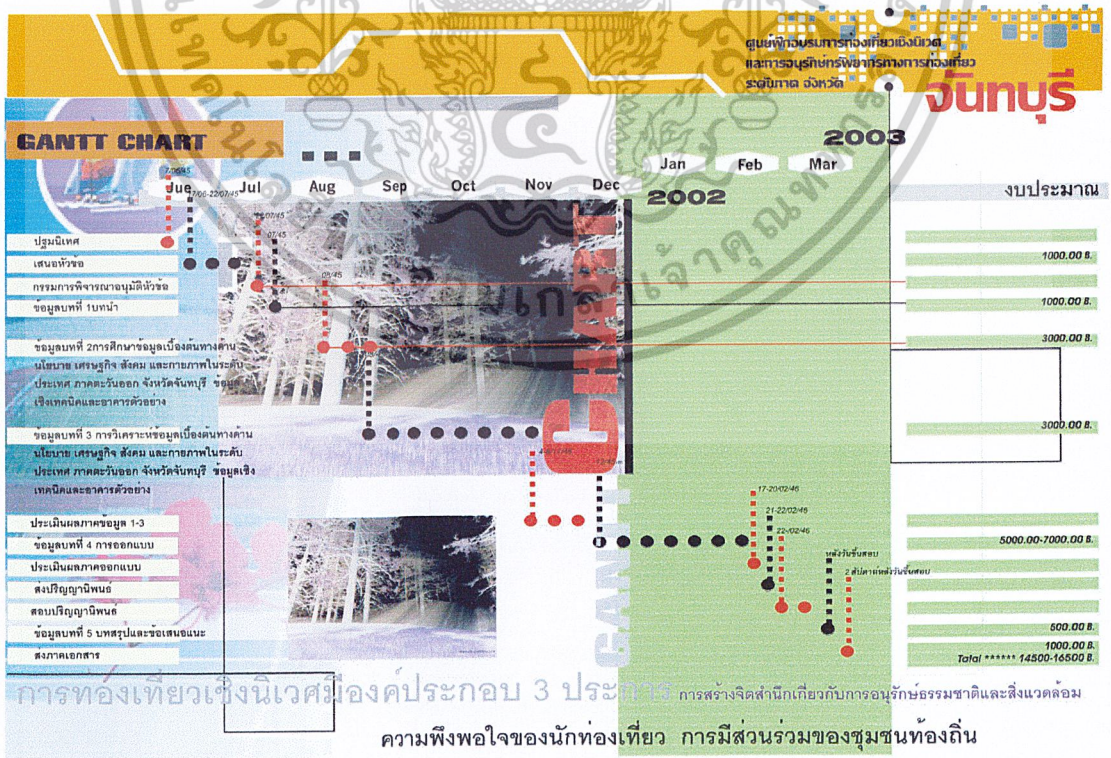 ศูนย์ฝึกอบรมการท่องเที่ยวเชิงนิเวศ
และการอนุรักษ์ทรัพยากรทางการท่องเที่ยว
ระดับภาค จังหวัด
จันทบุรี
GANTT CHART
2003
Jan Feb Mar
Jue Jul Aug Sep Oct Nov Dec
2002
งบประมาณ
7/06/45
17/06-22/07/45
ปฐมนิเทศ
เสนอหัวข้อ
1000.00 B.
กรรมการพิจารณาอนุมัติหัวข้อ
ข้อมูลบทที่ 1บทนำ
1000.00 B.
ข้อมูลบทที่ 2การศึกษาข้อมูลเบื้องต้นทางด้าน
3000.00 B.
นโยบาย เศรษฐกิจ สังคม และกายภาพในระดับ
ประเทศ ภาคตะวันออก จังหวัดจันทบุรี ข้อมูล
เชิงเทคนิคและอาคารตัวอย่าง
ข้อมูลบทที่ 3 การวิเคราะห์ข้อมูลเบื้องต้นทางด้าน
3000.00 B.
นโยบาย เศรษฐกิจ สังคม และกายภาพในระดับ
ประเทศ ภาคตะวันออก จังหวัดจันทบุรี ข้อมูลเชิง
เทคนิคและอาคารตัวอย่าง
CHART
GANTT
17-20/02/46
21-22/02/46
22-/02/46
หลังวันขึ้นสอบ
2 สัปดาห์หลังวันขึ้นสอบ
ประเมินผลภาคข้อมูล 1-3
ข้อมูลบทที่ 4 การออกแบบ
5000.00-7000.00 B.
ประเมินผลภาคออกแบบ
ส่งปริญญานิพนธ์
สอบปริญญานิพนธ์
ข้อมูลบทที่ 5 บทสรุปและข้อเสนอแนะ
500.00 B.
ส่งภาคเอกสาร
1000.00 B.
Total ****** 14500-16500 B.
การท่องเที่ยวเชิงนิเวศมีองค์ประกอบ 3 ประการ การสร้างจิตสำนึกเกี่ยวกับการอนุรักษ์ธรรมชาติและสิ่งแวดล้อม
ความพึงพอใจของนักท่องเที่ยว การมีส่วนร่วมของชุมชนท้องถิ่น